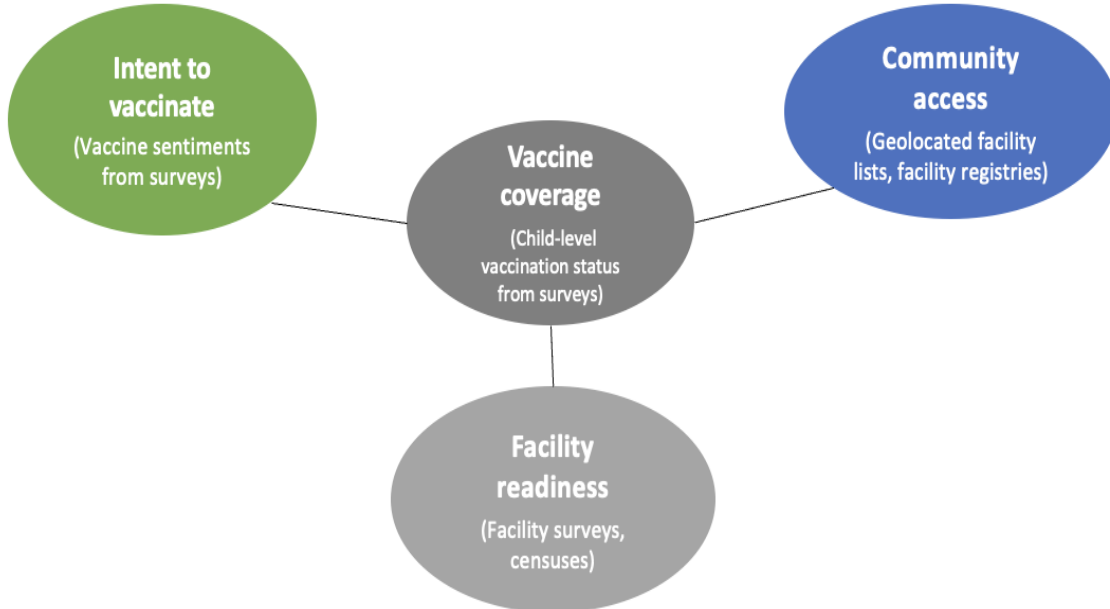 Intent to
vaccinate
(Vaccine sentiments
from surveys)
Community
access
(Geolocated facility
lists, facility registries)
Vaccine
coverage
(Child-level
vaccination status
from surveys)
Facility
readiness
(Facility surveys,
censuses)